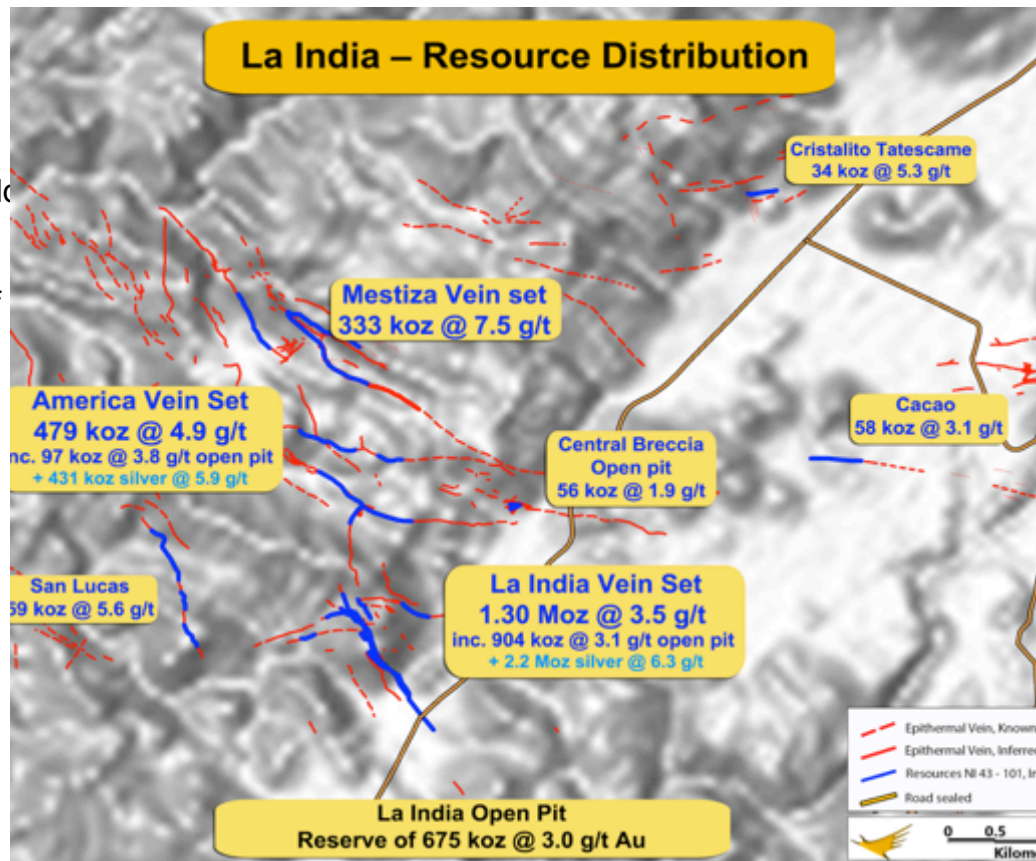 La India – Resource Distribution
Cristalito Tatescame
34 koz @ 5.3 g/t
Mestiza Vein set
333 koz @ 7.5 g/t
America Vein Set
479 koz @ 4.9 g/t
inc. 97 koz @ 3.8 g/t open pit
+ 431 koz silver @ 5.9 g/t
Cacao
58 koz @ 3.1 g/t
Central Breccia
Open pit
56 koz @ 1.9 g/t
San Lucas
59 koz @ 5.6 g/t
La India Vein Set
1.30 Moz @ 3.5 g/t
inc. 904 koz @ 3.1 g/t open pit
+ 2.2 Moz silver @ 6.3 g/t
La India Open Pit
Reserve of 675 koz @ 3.0 g/t Au
Epithermal Vein, Known
Epithermal Vein, Inferred
Resources NI 43 - 101,
Road sealed
0 0.5